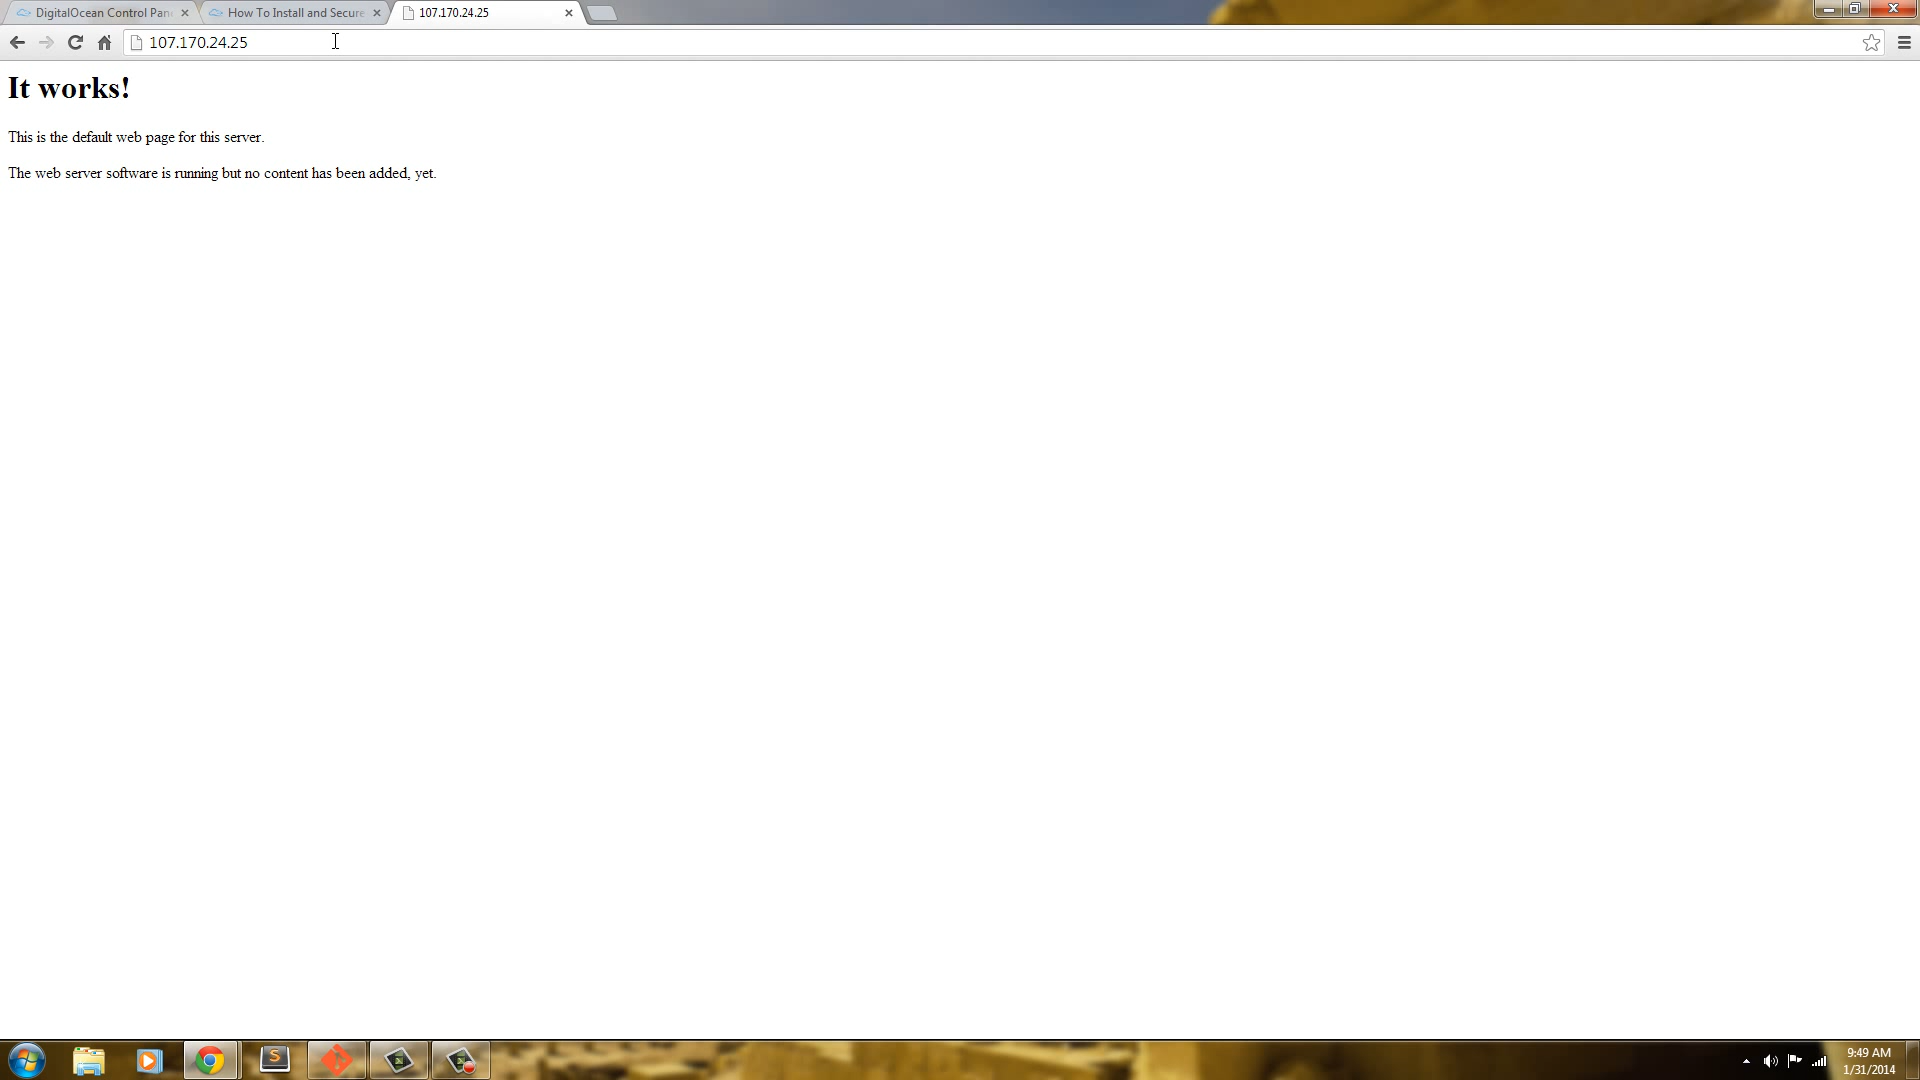 DigitalOcean Control Pan
How To Install and Secure
107.170.24.25
107.170.24.25
It works!
This is the default web page for this server.
The web server software is running but no content has been added, yet.
9:49 AM
1/31/2014